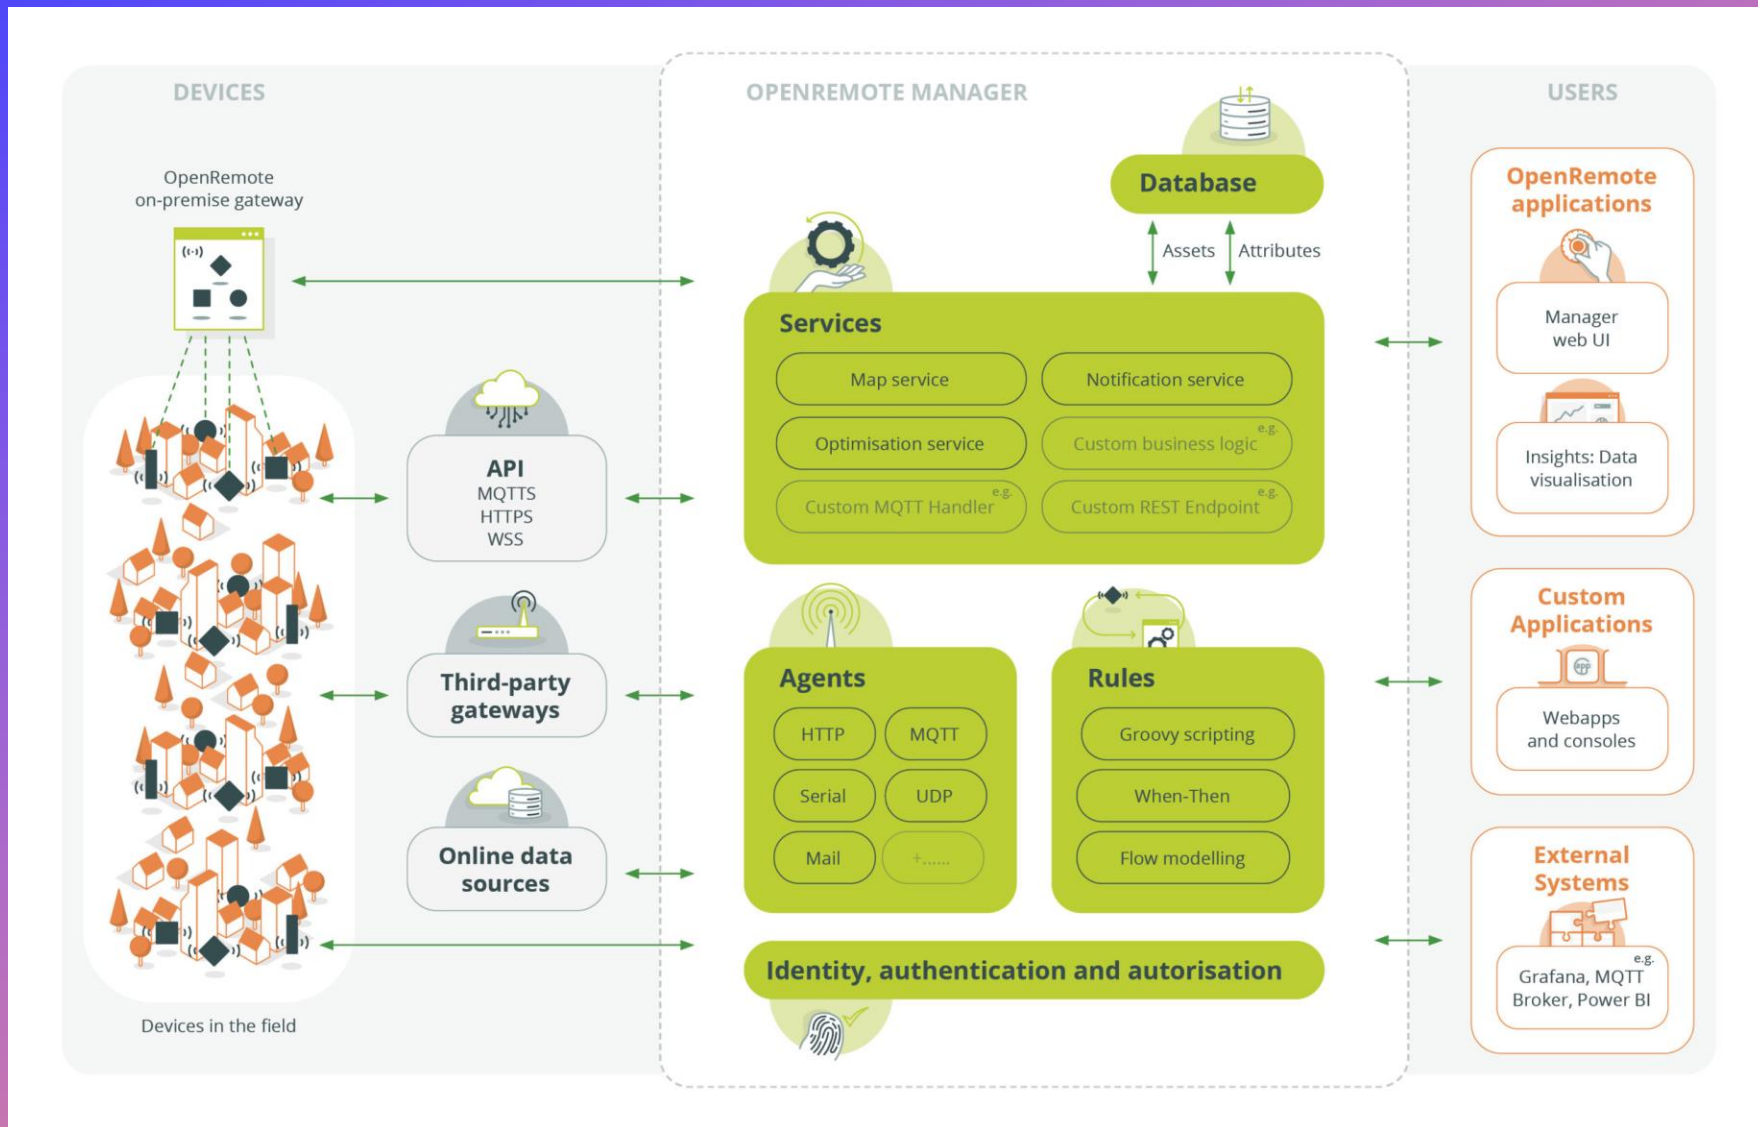 DEVICES
OpenRemote
on-premise gateway
API
MQTTS
HTTPS
WSS
Third-party
gateways
Online data
sources
Devices in the field
OPENREMOTE MANAGER
Database
Assets
Attributes
Services
Map service
Notification service
Optimisation service
Custom business logic e.g.
Custom MQTT Handler e.g.
Custom REST Endpoint e.g.
Agents
HTTP
MQTT
Serial
UDP
Mail
+......
Rules
Groovy scripting
When-Then
Flow modelling
Identity, authentication and autorisation
USERS
OpenRemote
applications
Manager
web UI
Insights: Data
visualisation
Custom
Applications
app
Webapps
and consoles
External
Systems
e.g.
Grafana, MQTT
Broker, Power BI